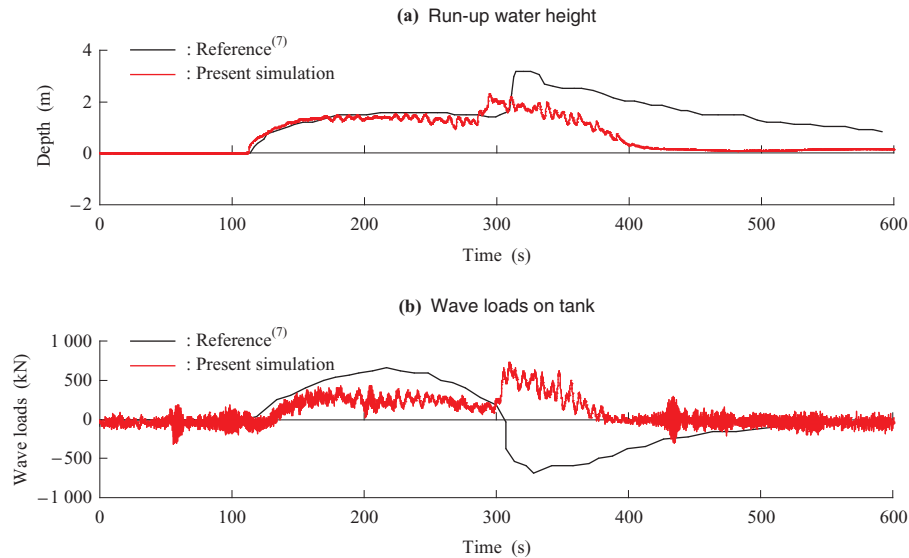 (a) Run-up water height
: Reference(7)
: Present simulation
Depth (m)
4
2
0
−2
0 100 200 300 400 500 600
Time (s)
(b) Wave loads on tank
: Reference(7)
: Present simulation
Wave loads (kN)
1 000
500
0
−500
−1 000
0 100 200 300 400 500 600
Time (s)